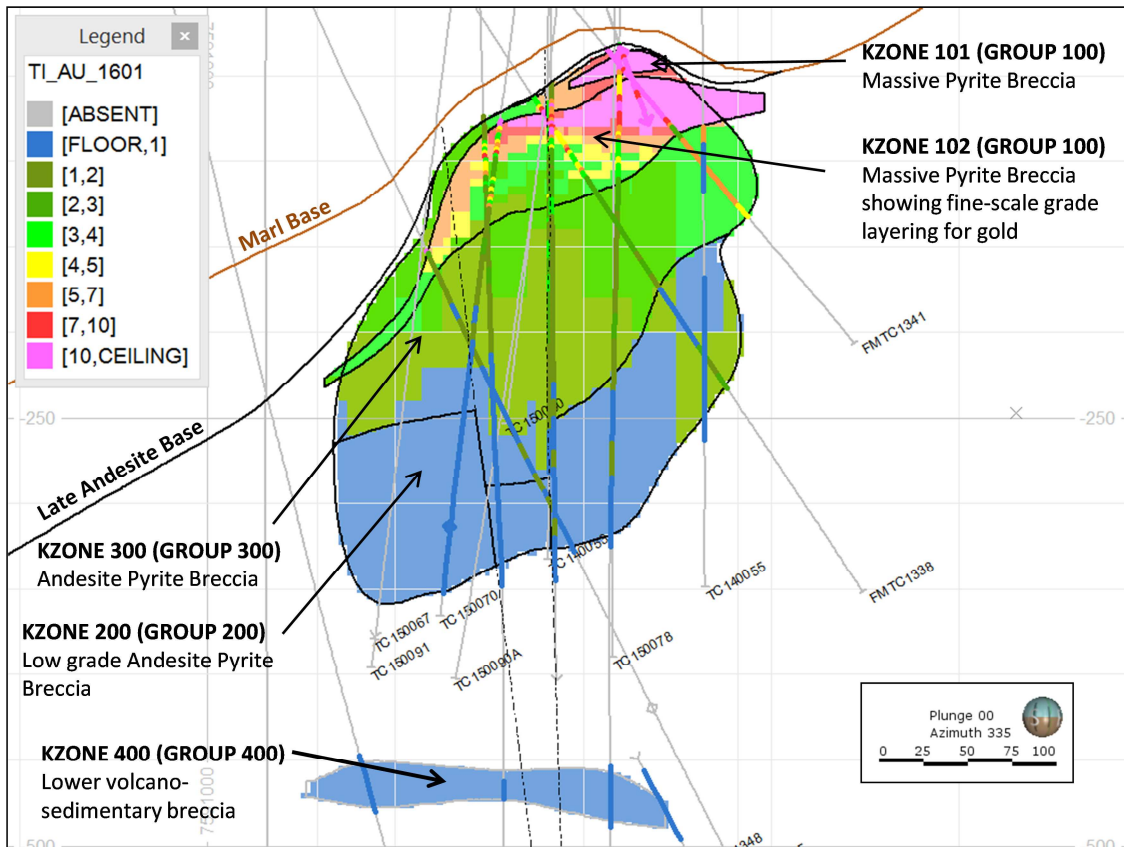 Legend
×
TI_AU_1601
[ABSENT]
[FLOOR,1]
[1,2]
[2,3]
[3,4]
[4,5]
[5,7]
[7,10]
[10,CEILING]
KZONE 101 (GROUP 100)
Massive Pyrite Breccia
KZONE 102 (GROUP 100)
Massive Pyrite Breccia
showing fine-scale grade
layering for gold
Marl Base
FMTC1341
-250
-250
Late Andesite Base
KZONE 300 (GROUP 300)
Andesite Pyrite Breccia
TC140055
FMTC1338
TC150067
TC150070
TC150091
TC150090A
TC150078
KZONE 200 (GROUP 200)
Low grade Andesite Pyrite
Breccia
Plunge 00
Azimuth 335
0 25 50 75 100
KZONE 400 (GROUP 400)
Lower volcano-
sedimentary breccia